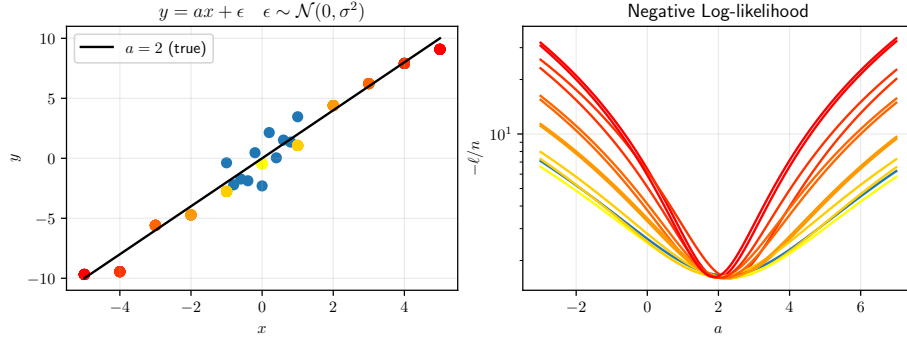 y = ax + ϵ   ϵ ∼ 𝒩(0, σ²)
a = 2 (true)
10
5
0
−5
−10
y
−4
−2
0
2
4
x
Negative Log-likelihood
10¹
−ℓ/n
−2
0
2
4
6
a